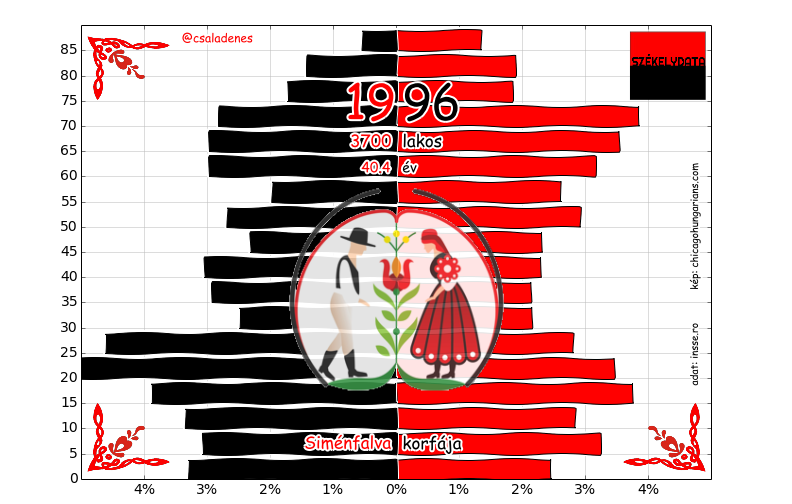 @csaladenes
SZÉKELYDATA
1996
3700 lakos
40.4 év
kép: chicagohungarians.com
adat: insse.ro
Siménfalva korfája
85
80
75
70
65
60
55
50
45
40
35
30
25
20
15
10
5
0
4% 3% 2% 1% 0% 1% 2% 3% 4%